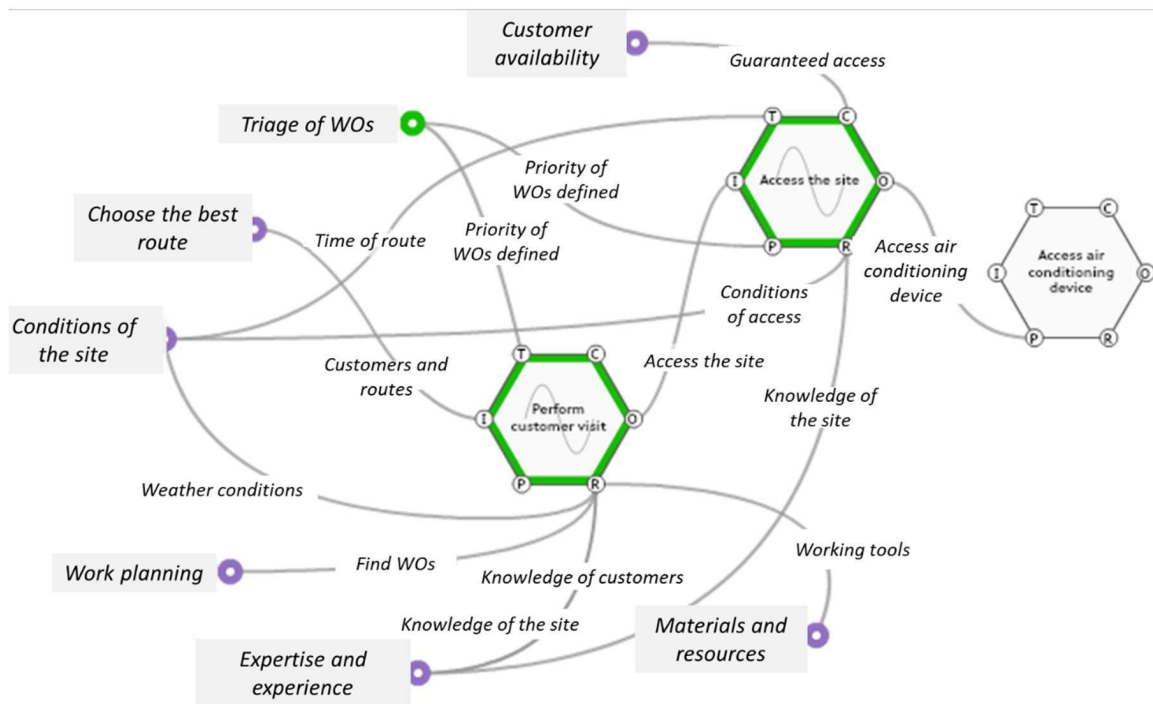 Customer
availability
Guaranteed access
Triage of WOs
T
C
Priority of
WOs defined
I
Access the site
O
Choose the best
route
Time of route
Priority of
WOs defined
P
R
Access air
conditioning
device
T
C
I
Access air
conditioning
device
O
P
R
Conditions of
the site
Conditions
of access
Customers and
routes
T
C
Access the site
I
Perform
customer visit
O
Knowledge of
the site
P
R
Weather conditions
Work planning
Find WOs
Knowledge of customers
Working tools
Knowledge of the site
Materials and
resources
Expertise and
experience